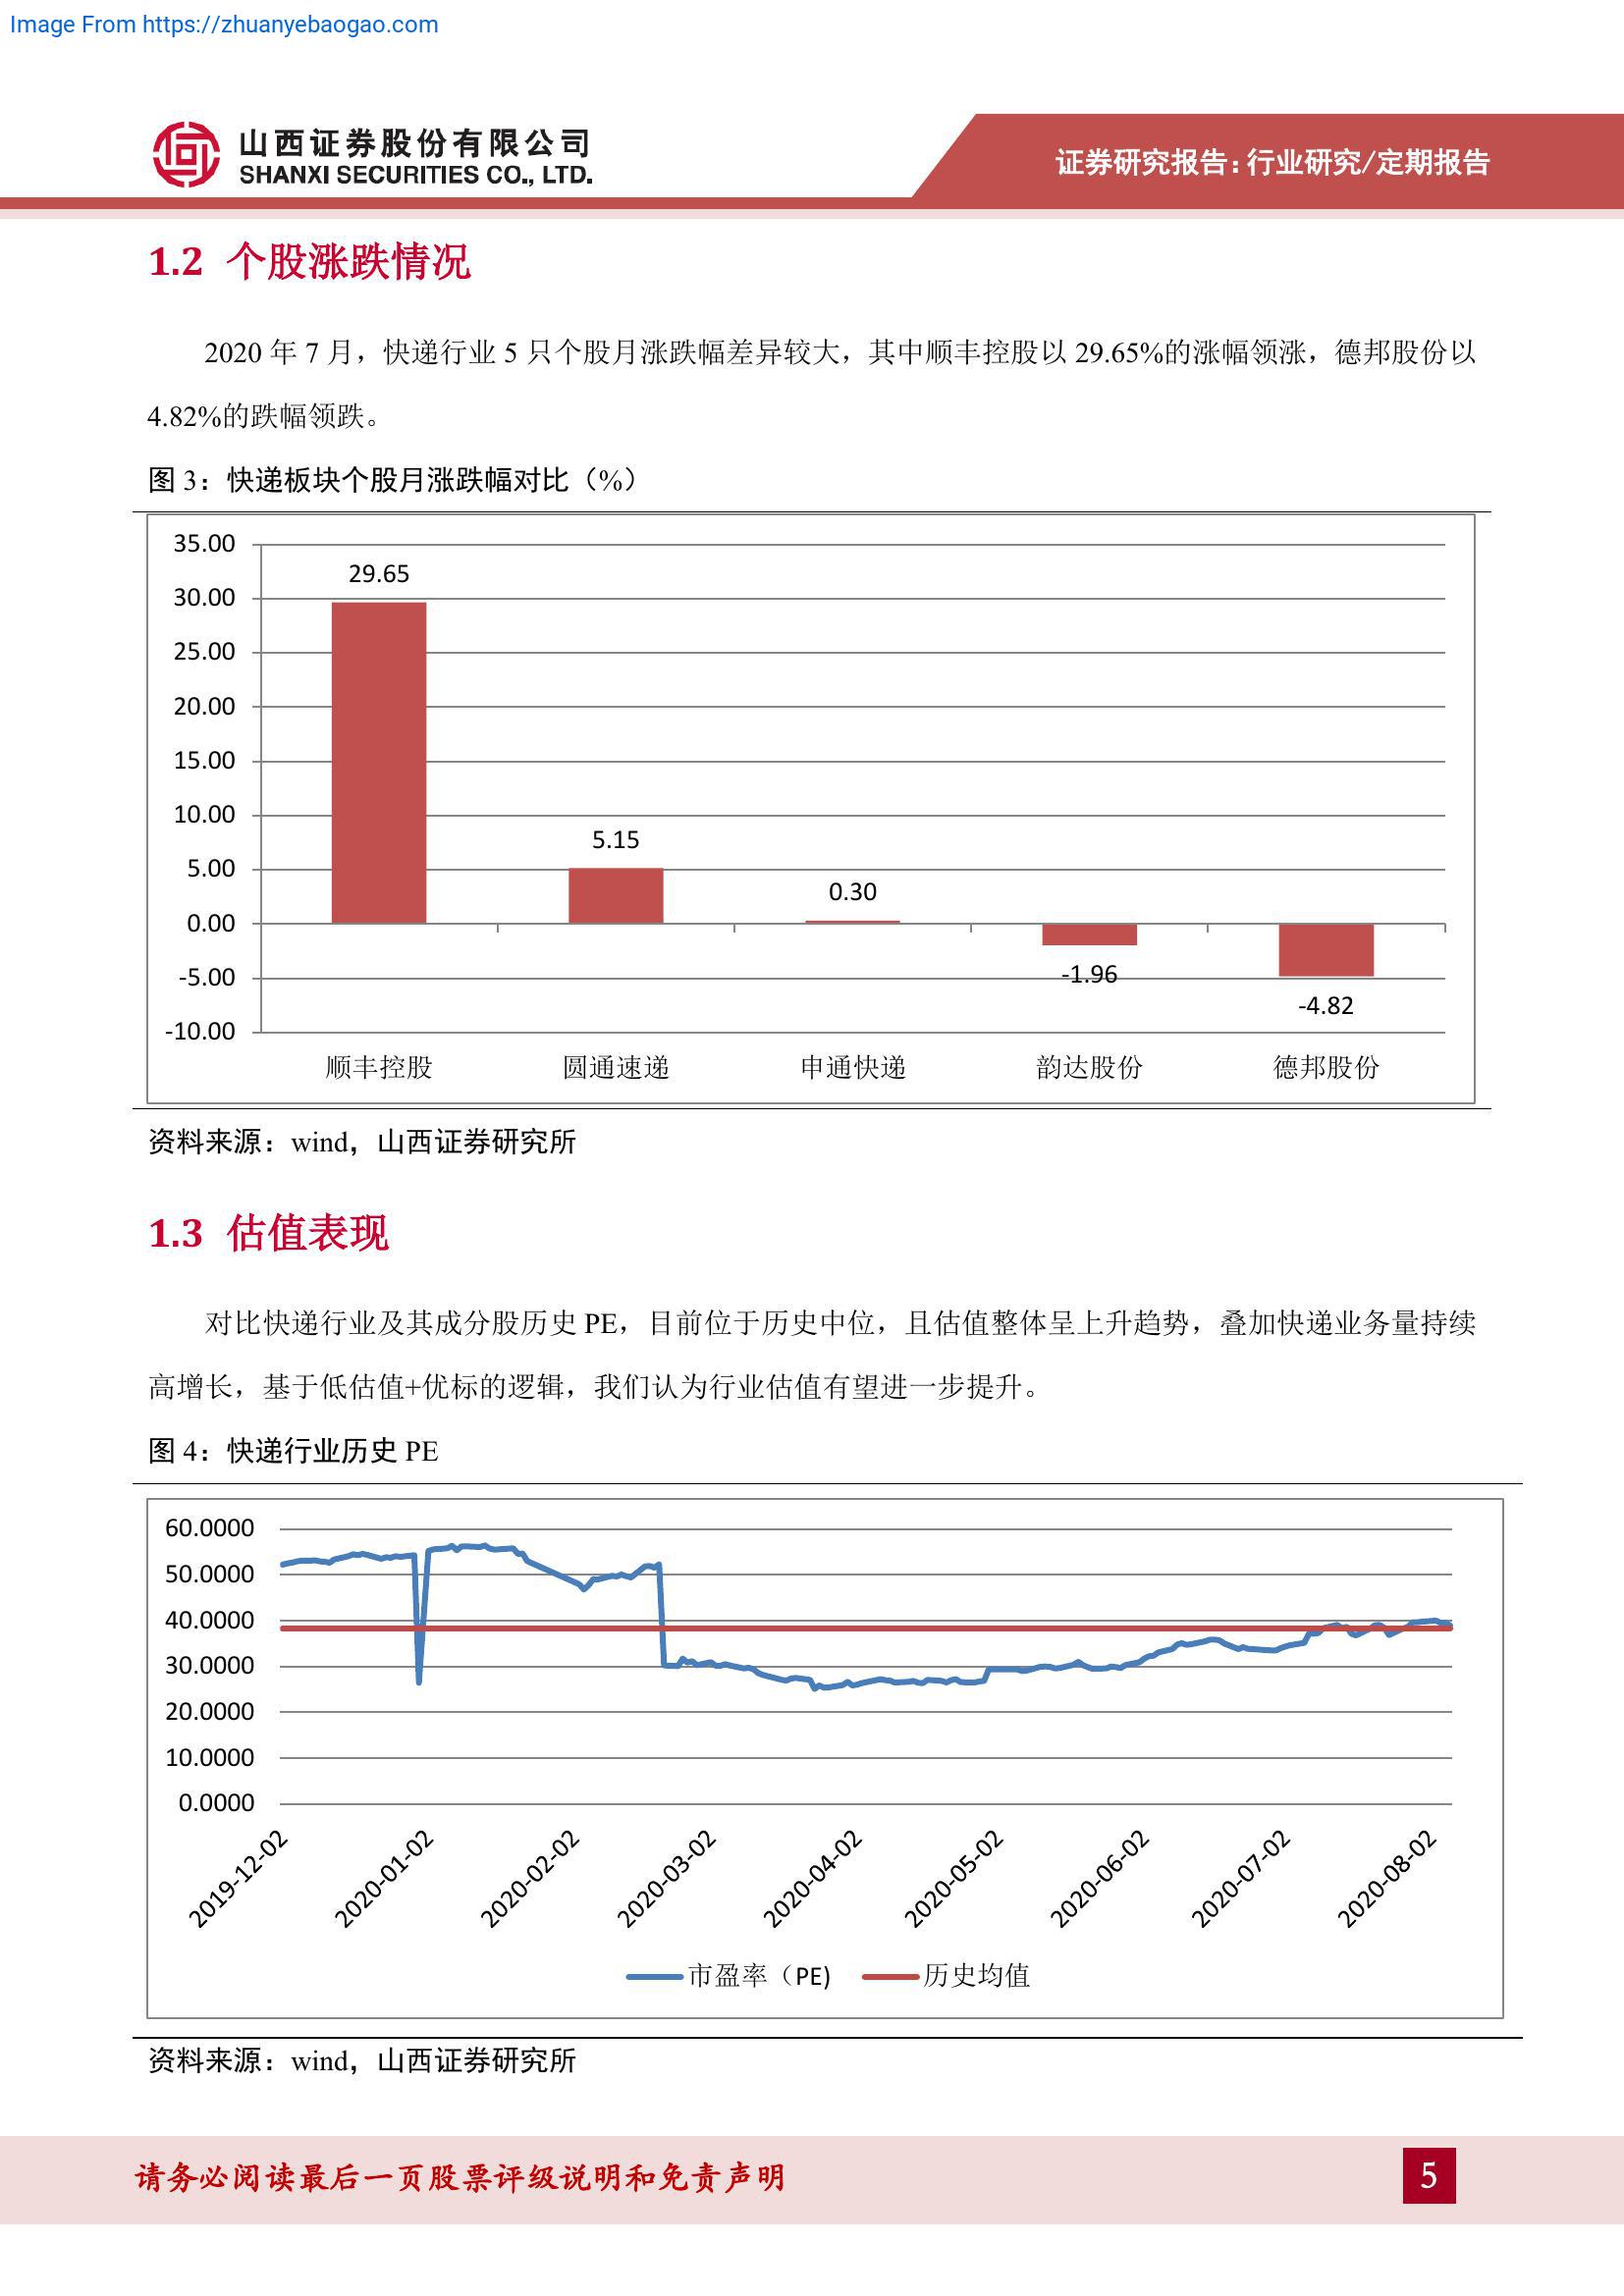 Image From https://zhuanyebaogao.com
山西证券股份有限公司
SHANXI SECURITIES CO., LTD.
证券研究报告:行业研究/定期报告
1.2 个股涨跌情况
2020 年 7 月，快递行业 5 只个股月涨跌幅差异较大，其中顺丰控股以 29.65%的涨幅领涨，德邦股份以
4.82%的跌幅领跌。
图 3：快递板块个股月涨跌幅对比（%）
35.00
30.00
25.00
20.00
15.00
10.00
5.00
0.00
-5.00
-10.00
29.65
5.15
0.30
-1.96
-4.82
顺丰控股 圆通速递 申通快递 韵达股份 德邦股份
资料来源：wind，山西证券研究所
1.3 估值表现
对比快递行业及其成分股历史 PE，目前位于历史中位，且估值整体呈上升趋势，叠加快递业务量持续
高增长，基于低估值+优标的逻辑，我们认为行业估值有望进一步提升。
图 4：快递行业历史 PE
60.0000
50.0000
40.0000
30.0000
20.0000
10.0000
0.0000
2019-12-02 2020-01-02 2020-02-02 2020-03-02 2020-04-02 2020-05-02 2020-06-02 2020-07-02 2020-08-02
市盈率（PE) 历史均值
资料来源：wind，山西证券研究所
请务必阅读最后一页股票评级说明和免责声明
5